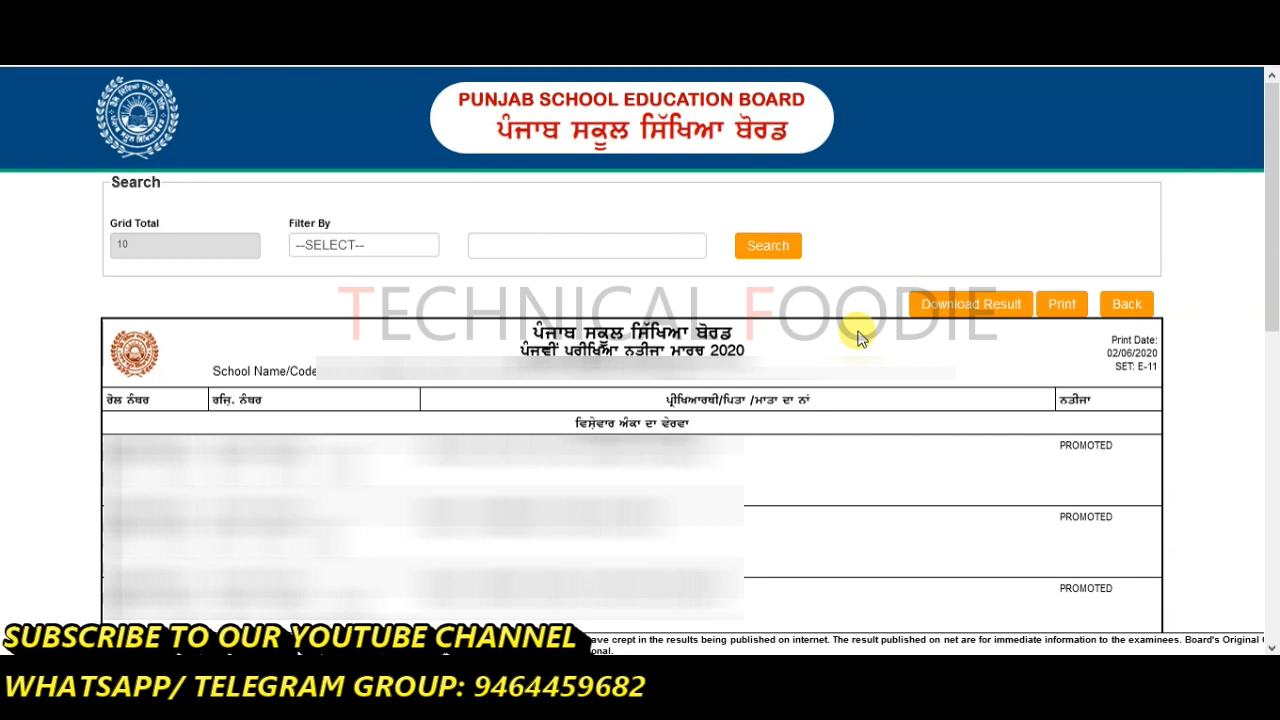 PUNJAB SCHOOL EDUCATION BOARD
ਪੰਜਾਬ ਸਕੂਲ ਸਿੱਖਿਆ ਬੋਰਡ
Search
Grid Total
Filter By
10
--SELECT--
Search
TECHNICAL FOODIE
Download Result
Print
Back
ਪੰਜਾਬ ਸਕੂਲ ਸਿੱਖਿਆ ਬੋਰਡ
ਪੰਜਵੀਂ ਪਰੀਖਿਆ ਨਤੀਜਾ ਮਾਰਚ 2020
Print Date:
02/06/2020
SET: E-11
School Name/Code
ਰੋਲ ਨੰਬਰ
ਰਜਿ. ਨੰਬਰ
ਪ੍ਰੀਖਿਆਰਥੀ/ਪਿਤਾ /ਮਾਤਾ ਦਾ ਨਾਂ
ਨਤੀਜਾ
ਵਿਸ਼ੇਵਾਰ ਅੰਕਾ ਦਾ ਵੇਰਵਾ
PROMOTED
PROMOTED
PROMOTED
ave crept in the results being published on internet. The result published on net are for immediate information to the examinees. Board's Original
onal.
SUBSCRIBE TO OUR YOUTUBE CHANNEL
WHATSAPP/ TELEGRAM GROUP: 9464459682